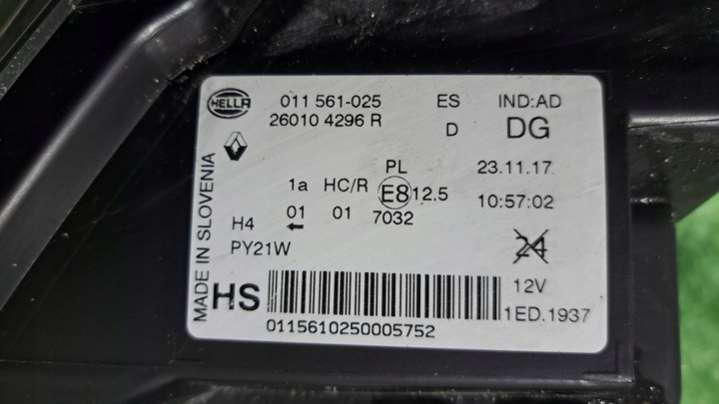 HELLA 011 561-025 ES IND:AD
26010 4296 R D DG
PL 23.11.17
1a HC/R E8 12.5 10:57:02
01 01 7032
H4 ← 24
PY21W
MADE IN SLOVENIA
HS 12V
0115610250005752 1ED.1937